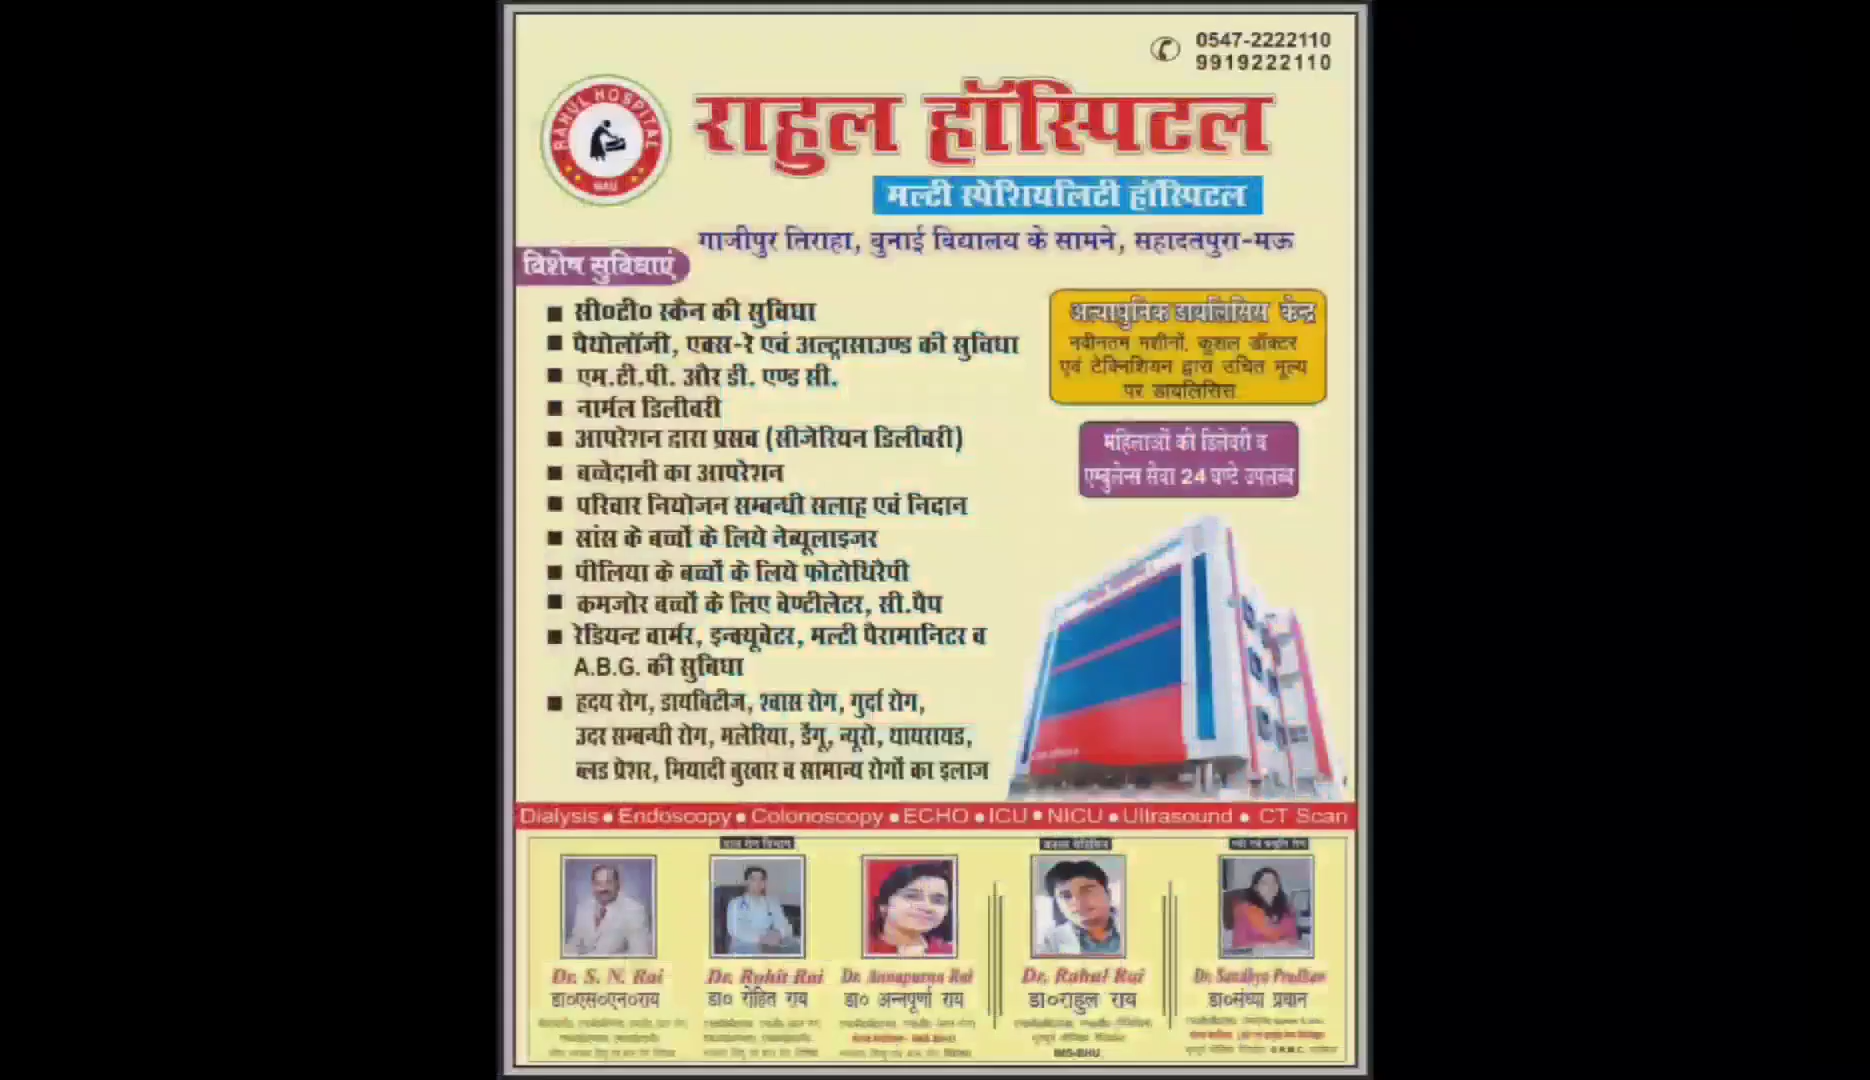 0547-2222110
9919222110
RAHUL HOSPITAL
MAU
राहुल हॉस्पिटल
मल्टी स्पेशियलिटी हॉस्पिटल
गाजीपुर तिराहा, बुनाई विद्यालय के सामने, सहादतपुरा-मऊ
विशेष सुविधाएं
■ सी०टी० स्कैन की सुविधा
■ पैथोलॉजी, एक्स-रे एवं अल्ट्रासाउण्ड की सुविधा
■ एम.टी.पी. और डी. एण्ड सी.
■ नार्मल डिलीवरी
■ आपरेशन द्वारा प्रसव (सीजेरियन डिलीवरी)
■ बच्चेदानी का आपरेशन
■ परिवार नियोजन सम्बन्धी सलाह एवं निदान
■ सांस के बच्चों के लिये नेब्यूलाइजर
■ पीलिया के बच्चों के लिये फोटोथिरैपी
■ कमजोर बच्चों के लिए वेण्टीलेटर, सी.पैप
■ रेडियन्ट वार्मर, इन्क्यूवेटर, मल्टी पैरामानिटर व
A.B.G. की सुविधा
■ हृदय रोग, डायबिटीज, श्वास रोग, गुर्दा रोग,
उदर सम्बन्धी रोग, मलेरिया, डेंगू, न्यूरो, थायरायड,
ब्लड प्रेशर, मियादी बुखार व सामान्य रोगों का इलाज
अत्याधुनिक डायलिसिस केन्द्र
नवीनतम मशीनों, कुशल डॉक्टर
एवं टेक्निशियन द्वारा उचित मूल्य
पर डायलिसिस
महिलाओं की डिलेवरी व
एम्बुलेन्स सेवा 24 घण्टे उपलब्ध
Dialysis • Endoscopy • Colonoscopy • ECHO • ICU • NICU • Ultrasound • CT Scan
बाल रोग विभाग
Dr. S. N. Rai
डा०एस०एन०राय
Dr. Rohit Rai
डा० रोहित राय
Dr. Annapurna Rai
डा० अन्नपूर्णा राय
Dr. Rahul Rai
डा०राहुल राय
IMS-BHU
Dr. Sandhya Pradhan
डा०संध्या प्रधान